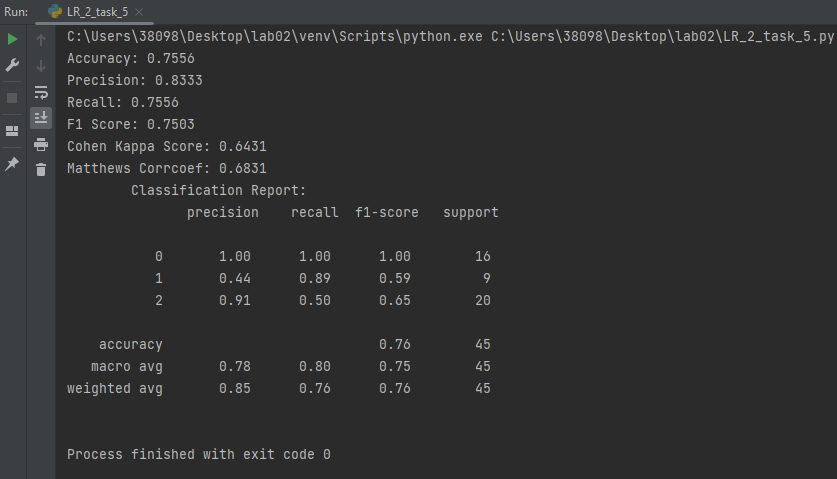 Run: LR_2_task_5
C:\Users\38098\Desktop\lab02\venv\Scripts\python.exe C:\Users\38098\Desktop\lab02\LR_2_task_5.py
Accuracy: 0.7556
Precision: 0.8333
Recall: 0.7556
F1 Score: 0.7503
Cohen Kappa Score: 0.6431
Matthews Corrcoef: 0.6831
Classification Report:
precision recall f1-score support
0 1.00 1.00 1.00 16
1 0.44 0.89 0.59 9
2 0.91 0.50 0.65 20
accuracy 0.76 45
macro avg 0.78 0.80 0.75 45
weighted avg 0.85 0.76 0.76 45
Process finished with exit code 0